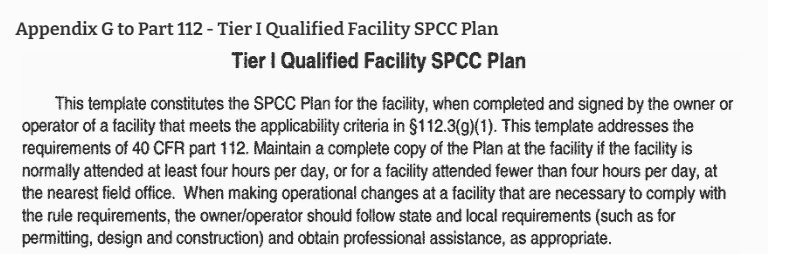 Appendix G to Part 112 - Tier I Qualified Facility SPCC Plan
Tier I Qualified Facility SPCC Plan
This template constitutes the SPCC Plan for the facility, when completed and signed by the owner or
operator of a facility that meets the applicability criteria in §112.3(g)(1). This template addresses the
requirements of 40 CFR part 112. Maintain a complete copy of the Plan at the facility if the facility is
normally attended at least four hours per day, or for a facility attended fewer than four hours per day, at
the nearest field office. When making operational changes at a facility that are necessary to comply with
the rule requirements, the owner/operator should follow state and local requirements (such as for
permitting, design and construction) and obtain professional assistance, as appropriate.